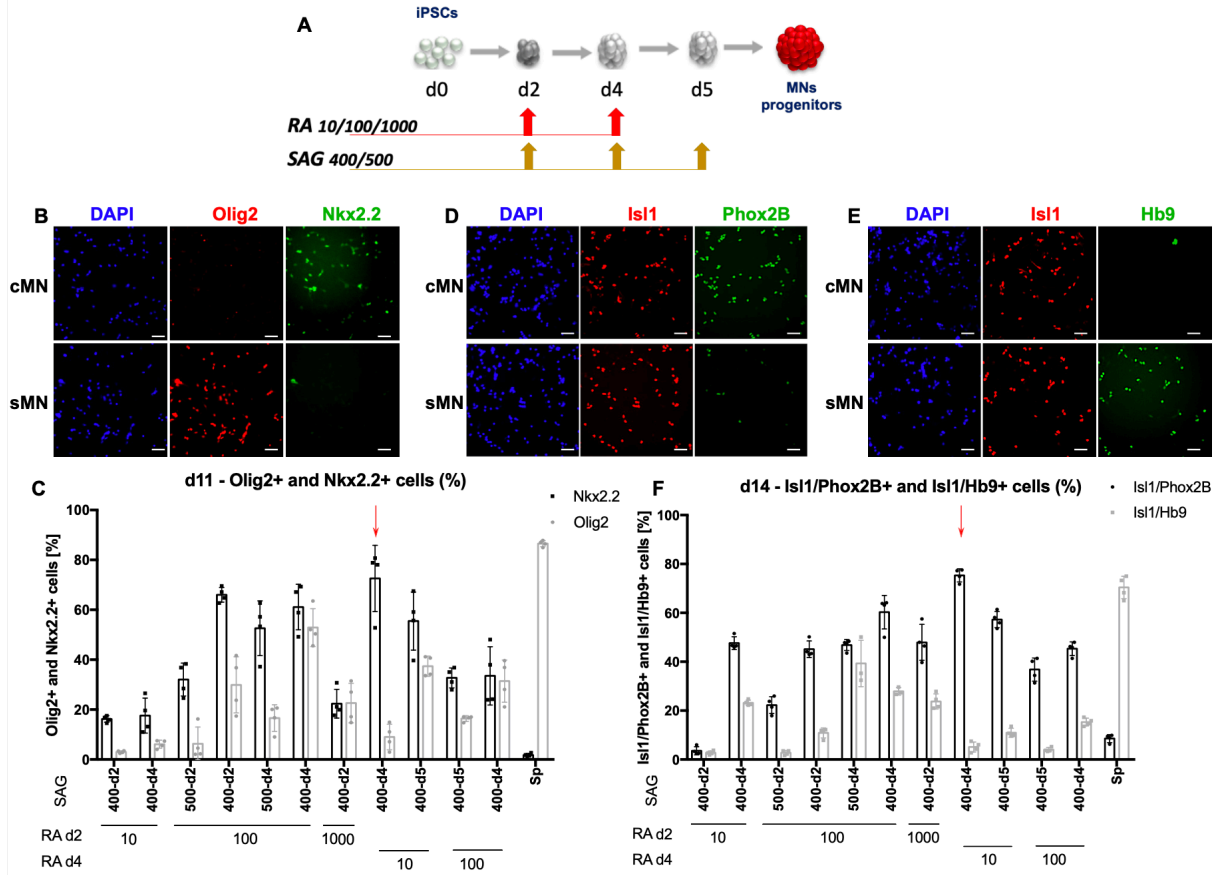 A
iPSCs
d0
d2
d4
d5
MNs
progenitors
RA 10/100/1000
SAG 400/500
B
DAPI
Olig2
Nkx2.2
cMN
sMN
D
DAPI
Isl1
Phox2B
cMN
sMN
E
DAPI
Isl1
Hb9
cMN
sMN
C
d11 - Olig2+ and Nkx2.2+ cells (%)
Nkx2.2
Olig2
Olig2+ and Nkx2.2+ cells [%]
100
80
60
40
20
0
SAG
400-d2
400-d4
500-d2
400-d2
500-d4
400-d4
400-d2
400-d4
400-d5
400-d5
400-d4
Sp
RA d2
10
100
1000
RA d4
10
100
F
d14 - Isl1/Phox2B+ and Isl1/Hb9+ cells (%)
Isl1/Phox2B
Isl1/Hb9
Isl1/Phox2B+ and Isl1/Hb9+ cells [%]
100
80
60
40
20
0
SAG
400-d2
400-d4
500-d2
400-d2
500-d4
400-d4
400-d2
400-d4
400-d5
400-d5
400-d4
Sp
RA d2
10
100
1000
RA d4
10
100